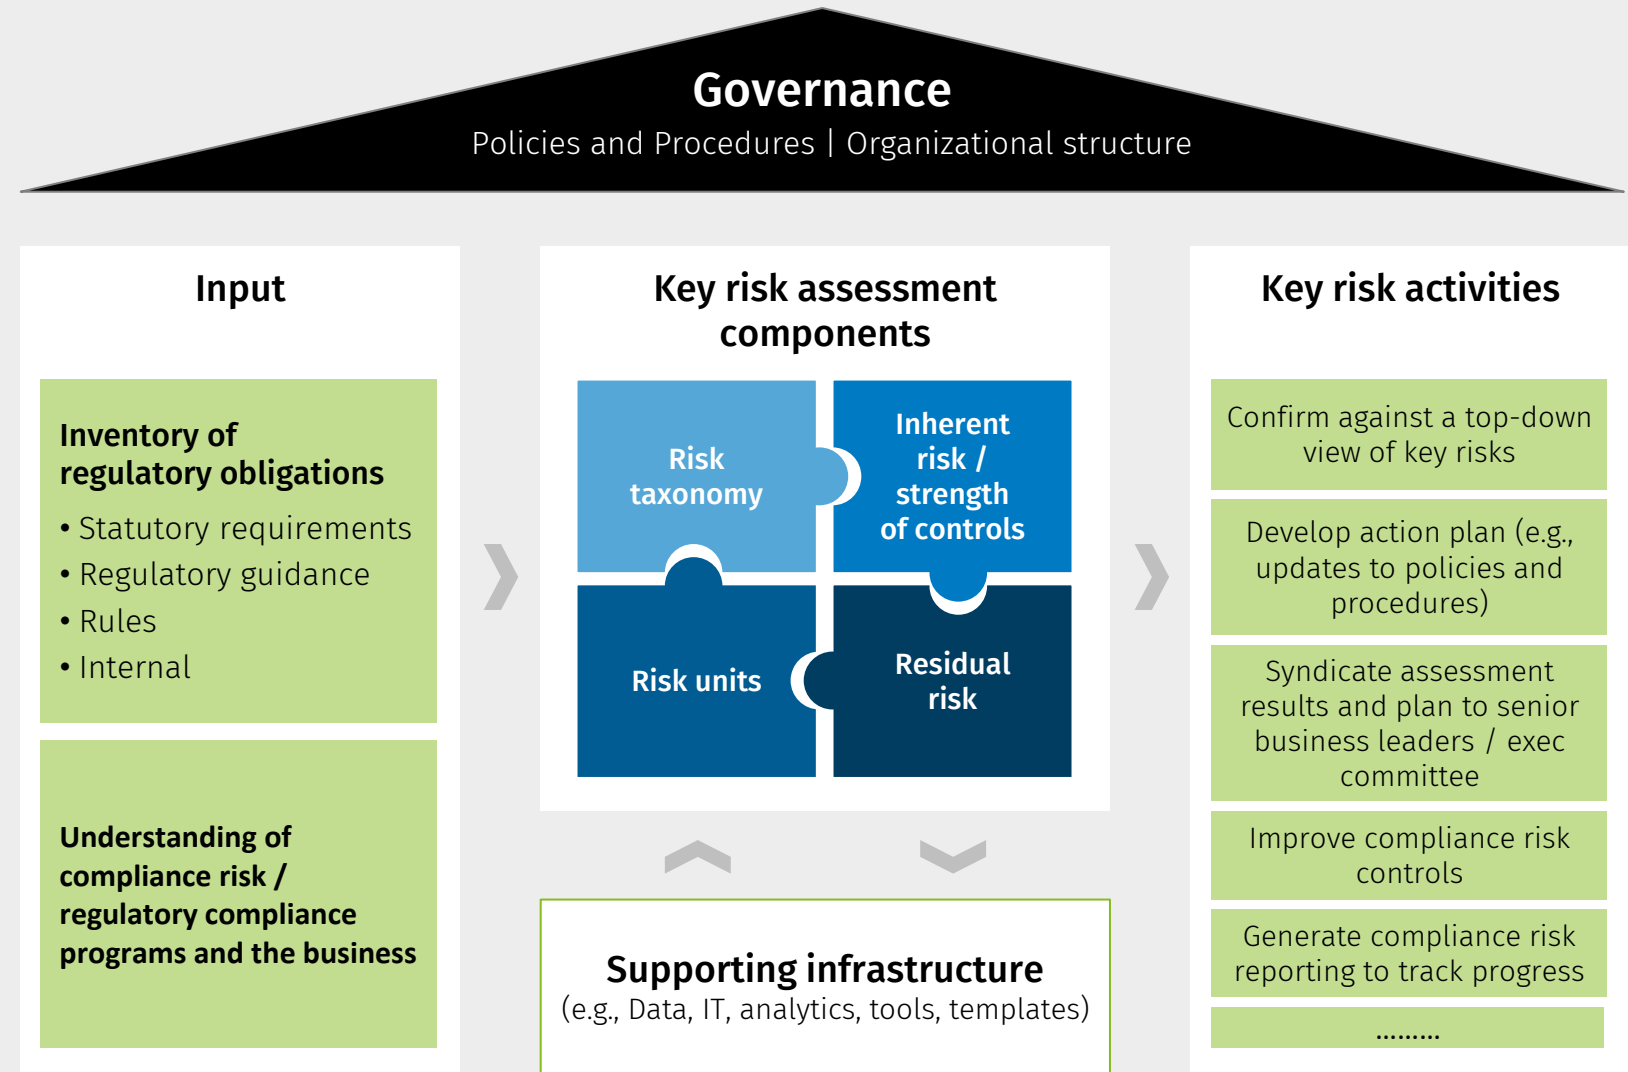 Governance
Policies and Procedures | Organizational structure
Input
Inventory of
regulatory obligations
• Statutory requirements
• Regulatory guidance
• Rules
• Internal
Understanding of
compliance risk /
regulatory compliance
programs and the business
Key risk assessment
components
Risk
taxonomy
Inherent
risk /
strength
of controls
Risk units
Residual
risk
Supporting infrastructure
(e.g., Data, IT, analytics, tools, templates)
Key risk activities
Confirm against a top-down
view of key risks
Develop action plan (e.g.,
updates to policies and
procedures)
Syndicate assessment
results and plan to senior
business leaders / exec
committee
Improve compliance risk
controls
Generate compliance risk
reporting to track progress
.........